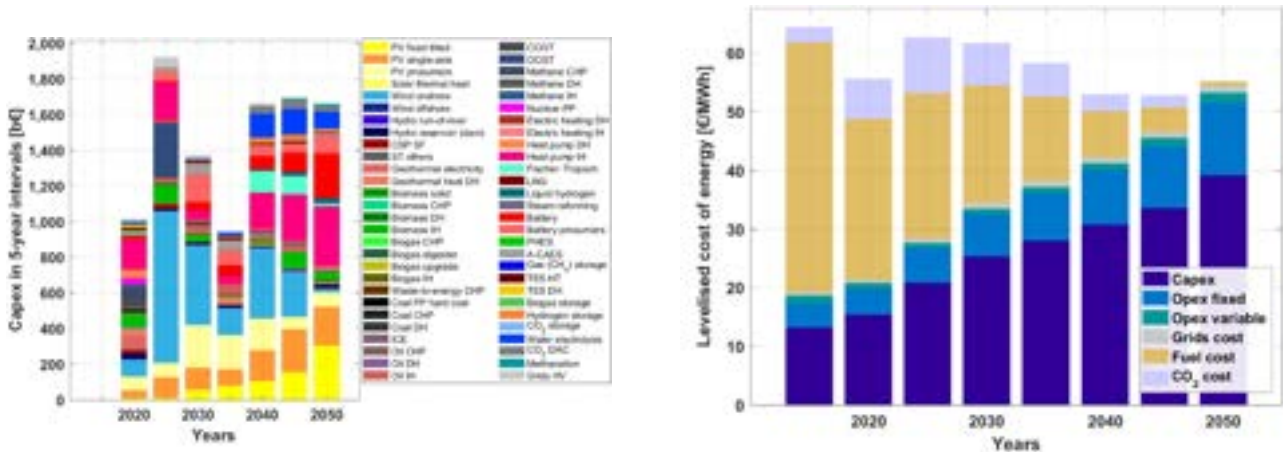 Capex in 5-year intervals [b€]
2,000
1,800
1,600
1,400
1,200
1,000
800
600
400
200
0
2020
2030
2040
2050
Years
PV fixed-tilted
PV single-axis
PV prosumers
Solar thermal heat
Wind onshore
Wind offshore
Hydro run-of-river
Hydro reservoir (dam)
CSP SF
ST others
Geothermal electricity
Geothermal heat DH
Biomass solid
Biomass CHP
Biomass DH
Biomass IH
Biogas CHP
Biogas digester
Biogas upgrade
Biogas IH
Waste-to-energy CHP
Coal PP hard coal
Coal CHP
Coal DH
ICE
Oil CHP
Oil DH
Oil IH
CCGT
OCGT
Methane CHP
Methane DH
Methane IH
Nuclear PP
Electric heating DH
Electric heating IH
Heat pump DH
Heat pump IH
Fischer-Tropsch
LNG
Liquid hydrogen
Steam reforming
Battery
Battery prosumers
PHES
A-CAES
Gas (CH₄) storage
TES HT
TES DH
Biogas storage
Hydrogen storage
CO₂ storage
Water electrolysis
CO₂ DAC
Methanation
Grids HV
Levelised cost of energy [€/MWh]
60
50
40
30
20
10
0
2020
2030
2040
2050
Years
Capex
Opex fixed
Opex variable
Grids cost
Fuel cost
CO₂ cost